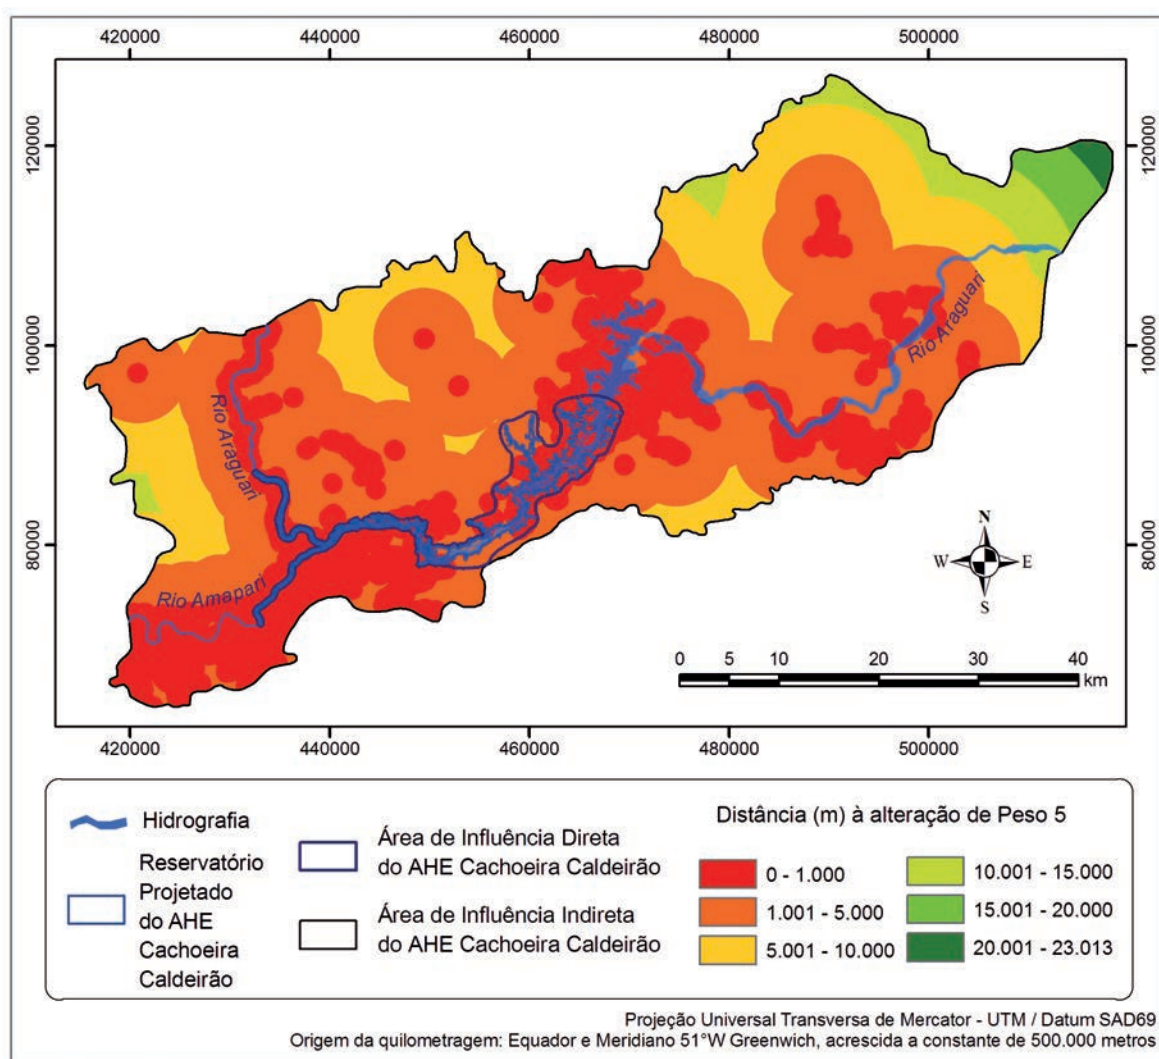 420000 440000 460000 480000 500000
120000
120000
Rio Araguari
100000
100000
Rio Araguari
80000
80000
Rio Amapari
N
W E
S
0 5 10 20 30 40
km
420000 440000 460000 480000 500000
Hidrografia
Reservatório
Projetado
do AHE
Cachoeira
Caldeirão
Área de Influência Direta
do AHE Cachoeira Caldeirão
Área de Influência Indireta
do AHE Cachoeira Caldeirão
Distância (m) à alteração de Peso 5
0 - 1.000
1.001 - 5.000
5.001 - 10.000
10.001 - 15.000
15.001 - 20.000
20.001 - 23.013
Projeção Universal Transversa de Mercator - UTM / Datum SAD69
Origem da quilometragem: Equador e Meridiano 51°W Greenwich, acrescida a constante de 500.000 metros